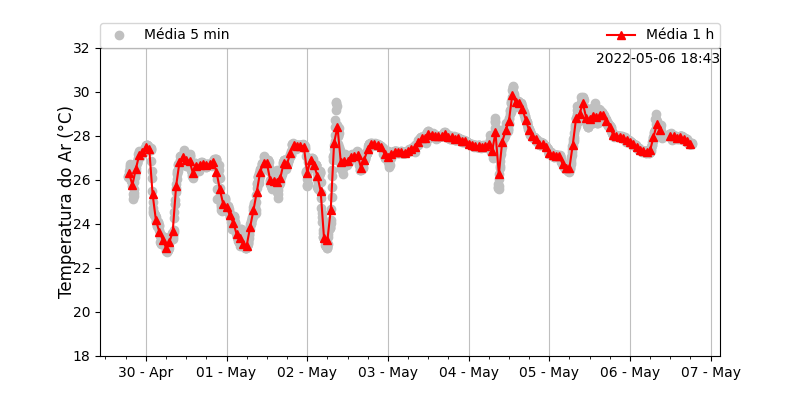 Média 5 min
Média 1 h
2022-05-06 18:43
Temperatura do Ar (°C)
32
30
28
26
24
22
20
18
30 - Apr
01 - May
02 - May
03 - May
04 - May
05 - May
06 - May
07 - May